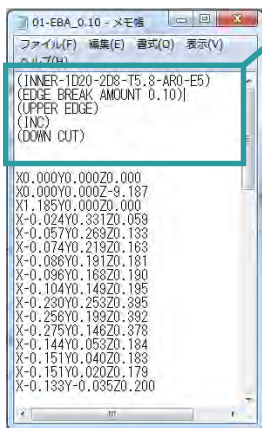 01-EBA_0.10 - メモ帳
ファイル(F) 編集(E) 書式(O) 表示(V)
ヘルプ(H)
(INNER-1D20-2D8-T5.8-AR0-E5)
(EDGE BREAK AMOUNT 0.10)
(UPPER EDGE)
(INC)
(DOWN CUT)
X0.000Y0.000Z0.000
X0.000Y0.000Z-9.187
X1.185Y0.000Z0.000
X-0.024Y0.331Z0.059
X-0.057Y0.269Z0.133
X-0.074Y0.219Z0.163
X-0.086Y0.191Z0.181
X-0.096Y0.168Z0.190
X-0.104Y0.149Z0.195
X-0.230Y0.253Z0.395
X-0.256Y0.199Z0.392
X-0.275Y0.146Z0.378
X-0.144Y0.053Z0.184
X-0.151Y0.040Z0.183
X-0.151Y0.020Z0.179
X-0.133Y-0.035Z0.200